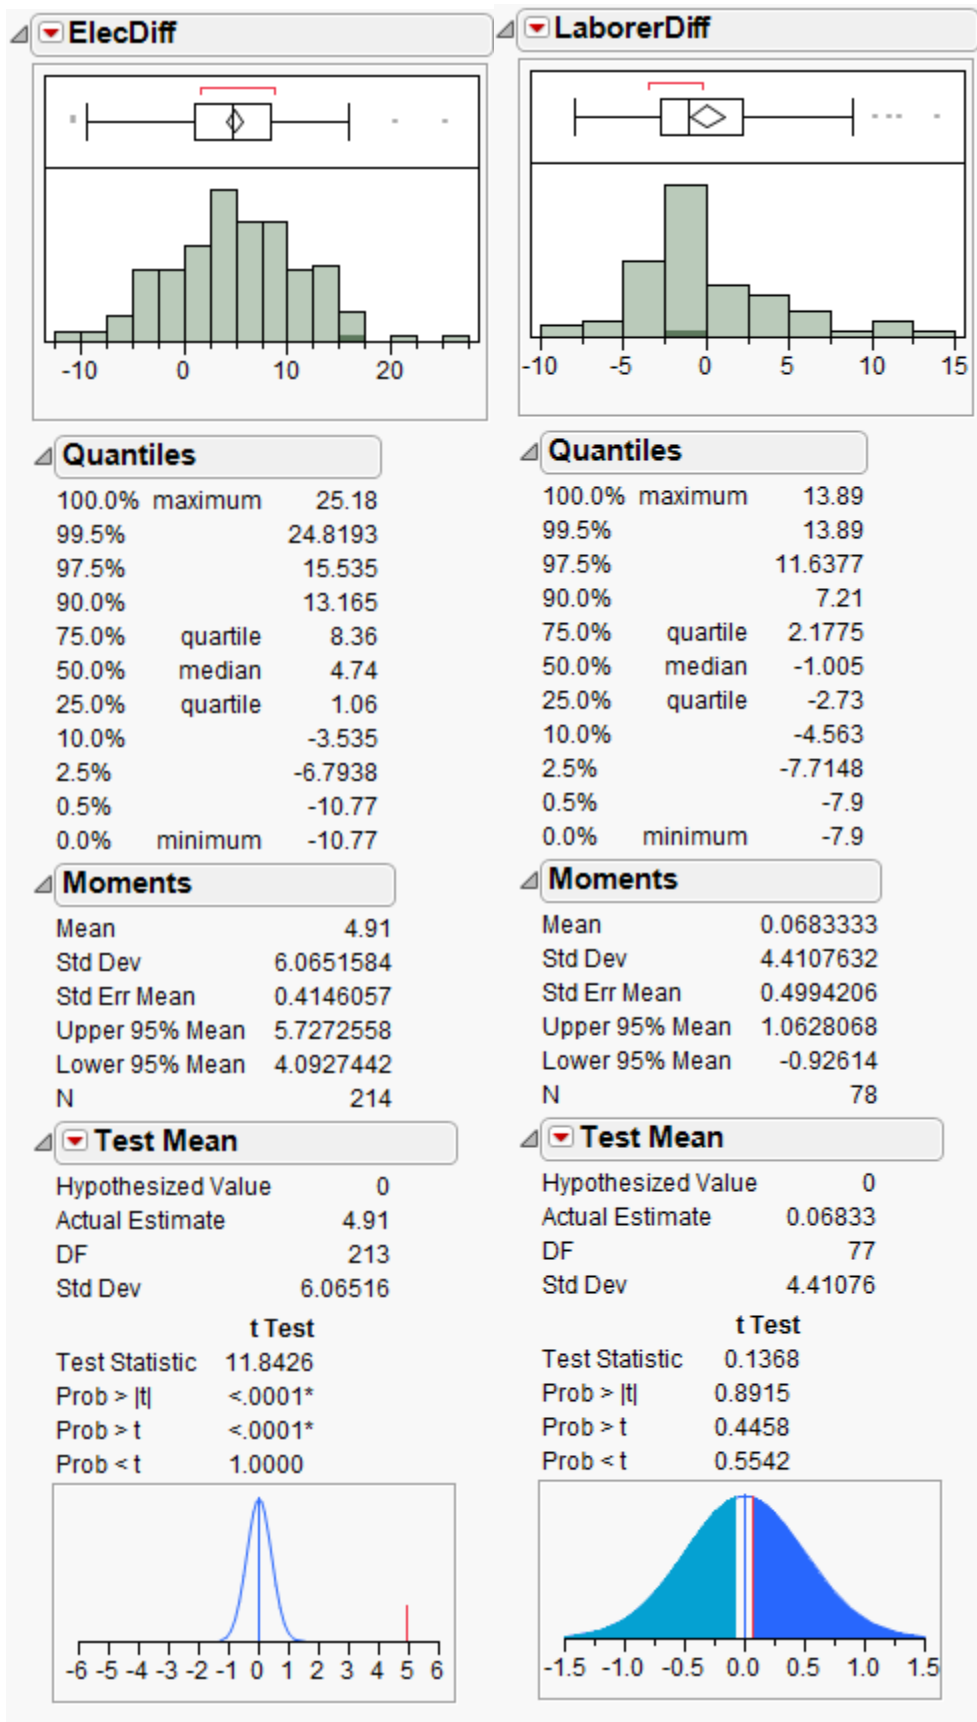 ElecDiff
-10 0 10 20
Quantiles
100.0% maximum 25.18
99.5% 24.8193
97.5% 15.535
90.0% 13.165
75.0% quartile 8.36
50.0% median 4.74
25.0% quartile 1.06
10.0% -3.535
2.5% -6.7938
0.5% -10.77
0.0% minimum -10.77
Moments
Mean 4.91
Std Dev 6.0651584
Std Err Mean 0.4146057
Upper 95% Mean 5.7272558
Lower 95% Mean 4.0927442
N 214
Test Mean
Hypothesized Value 0
Actual Estimate 4.91
DF 213
Std Dev 6.06516
t Test
Test Statistic 11.8426
Prob > |t| <.0001*
Prob > t <.0001*
Prob < t 1.0000
-6 -5 -4 -3 -2 -1 0 1 2 3 4 5 6
LaborerDiff
-10 -5 0 5 10 15
Quantiles
100.0% maximum 13.89
99.5% 13.89
97.5% 11.6377
90.0% 7.21
75.0% quartile 2.1775
50.0% median -1.005
25.0% quartile -2.73
10.0% -4.563
2.5% -7.7148
0.5% -7.9
0.0% minimum -7.9
Moments
Mean 0.0683333
Std Dev 4.4107632
Std Err Mean 0.4994206
Upper 95% Mean 1.0628068
Lower 95% Mean -0.92614
N 78
Test Mean
Hypothesized Value 0
Actual Estimate 0.06833
DF 77
Std Dev 4.41076
t Test
Test Statistic 0.1368
Prob > |t| 0.8915
Prob > t 0.4458
Prob < t 0.5542
-1.5 -1.0 -0.5 0.0 0.5 1.0 1.5